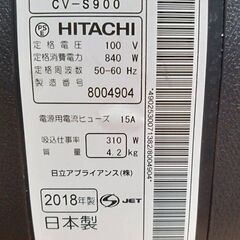 CV-S900
PS E HITACHI
定格電圧 100 V
定格消費電力 840 W
定格周波数 50-60 Hz
製造番号
8004904
電源用電流ヒューズ 15A
吸込仕事率 310 W
質量 4.2 kg
日立アプライアンス(株)
2018年製
日本製
S JET
*4902530071382/8004904*